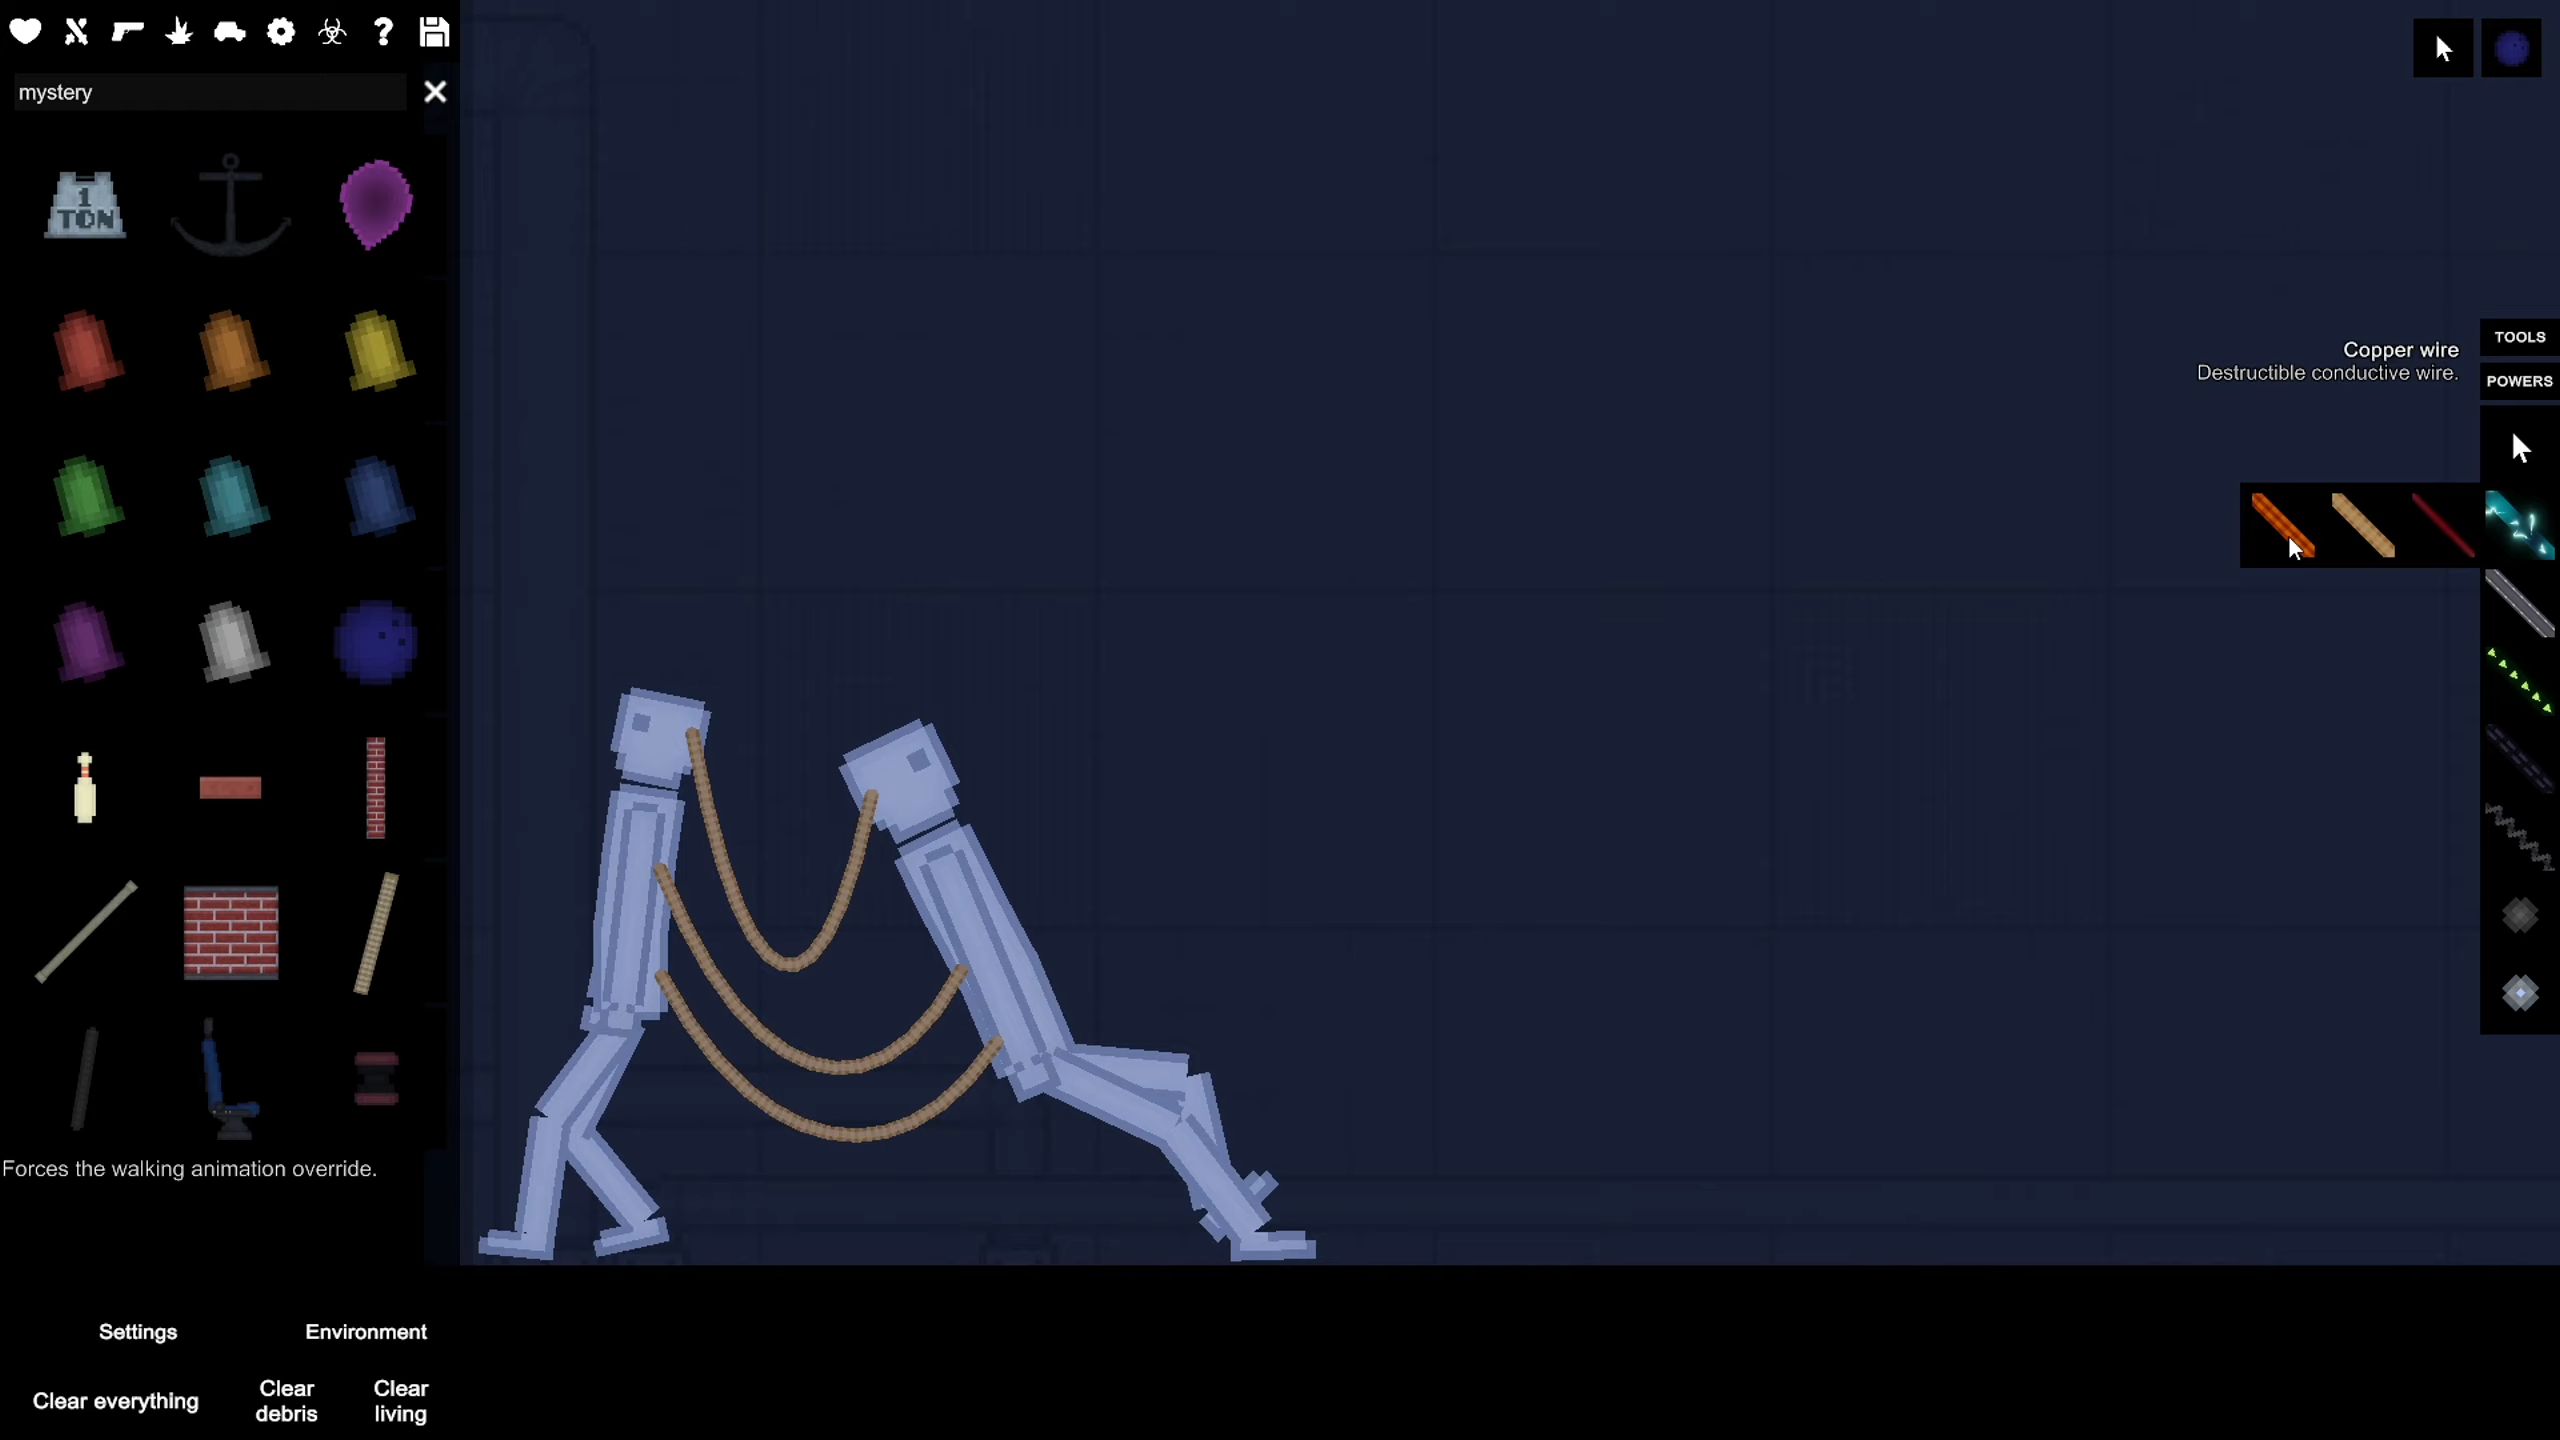 mystery
1
TON
TOOLS
Copper wire
Destructible conductive wire.
POWERS
Forces the walking animation override.
Settings
Environment
Clear everything
Clear
debris
Clear
living